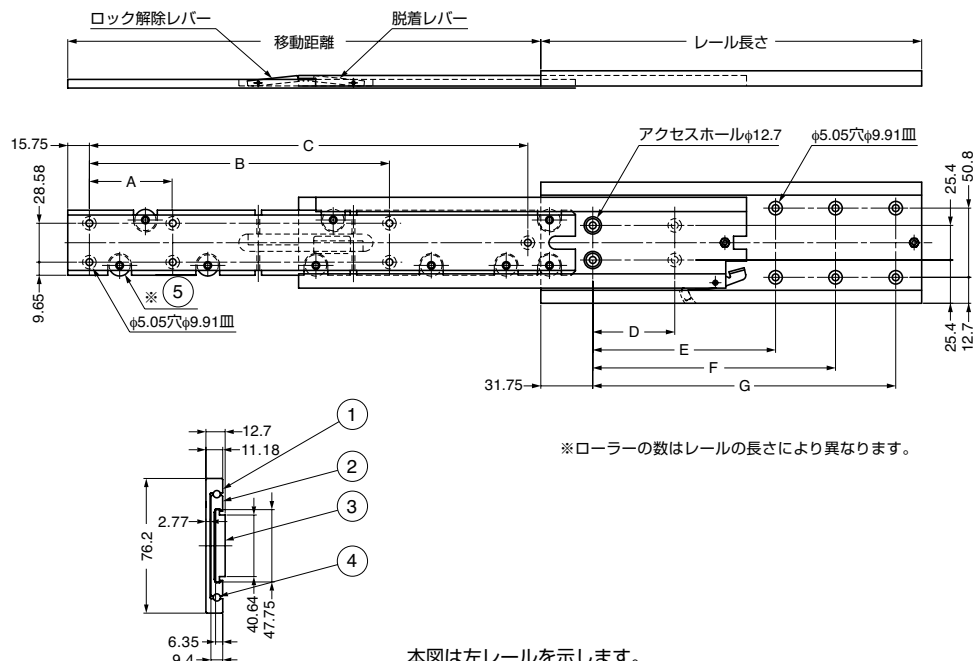 ロック解除レバー
脱着レバー
移動距離
レール長さ
15.75
C
B
A
28.58
9.65
※ 5
φ5.05穴φ9.91皿
アクセスホールφ12.7
φ5.05穴φ9.91皿
25.4
50.8
25.4
12.7
D
E
F
G
31.75
※ローラーの数はレールの長さにより異なります。
12.7
11.18
1
2
3
4
2.77
76.2
40.64
47.75
6.35
9.4
本図は左レールを示します。